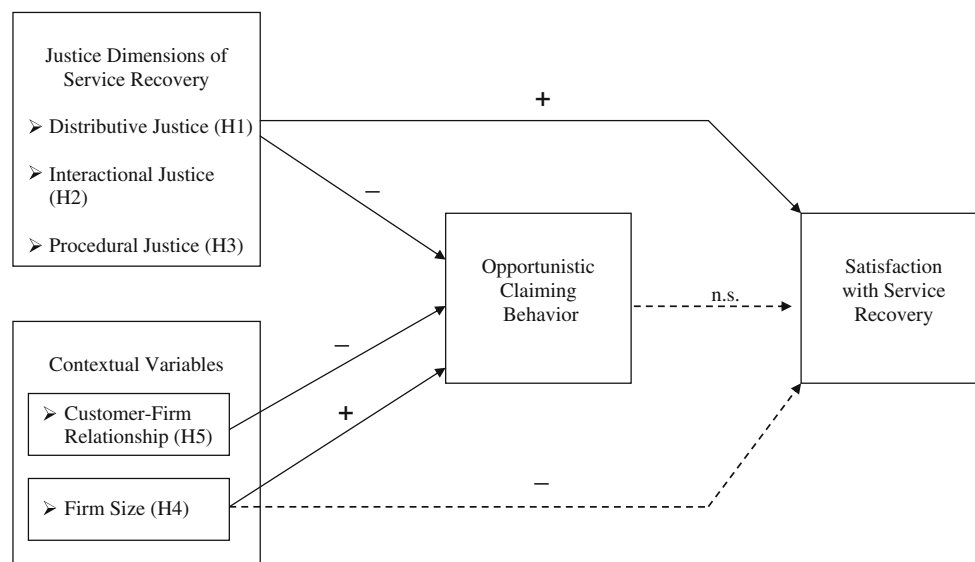 Justice Dimensions of
Service Recovery
➢ Distributive Justice (H1)
➢ Interactional Justice
(H2)
➢ Procedural Justice (H3)
+
–
Opportunistic
Claiming
Behavior
n.s.
Satisfaction
with Service
Recovery
Contextual Variables
➢ Customer-Firm
Relationship (H5)
–
+
➢ Firm Size (H4)
–